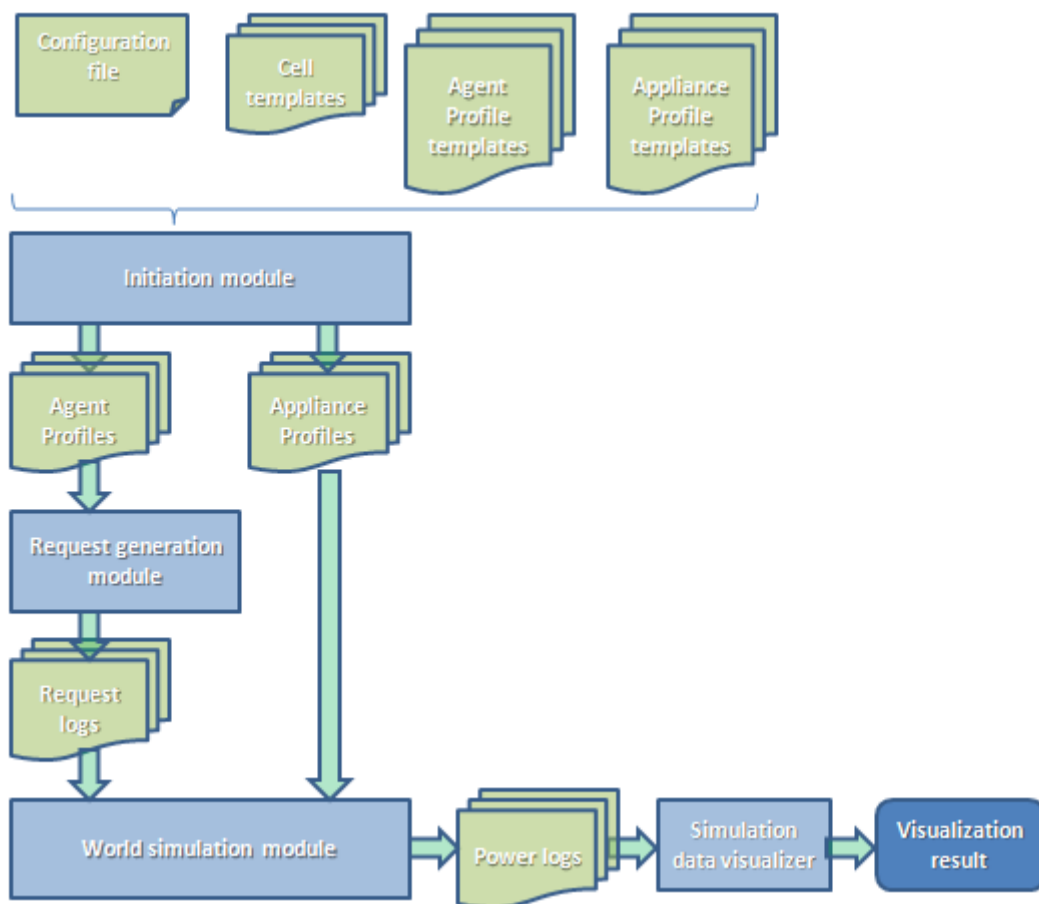 Configuration
file
Cell
templates
Agent
Profile
templates
Appliance
Profile
templates
Initiation module
Agent
Profiles
Appliance
Profiles
Request generation
module
Request
logs
World simulation module
Power logs
Simulation
data visualizer
Visualization
result